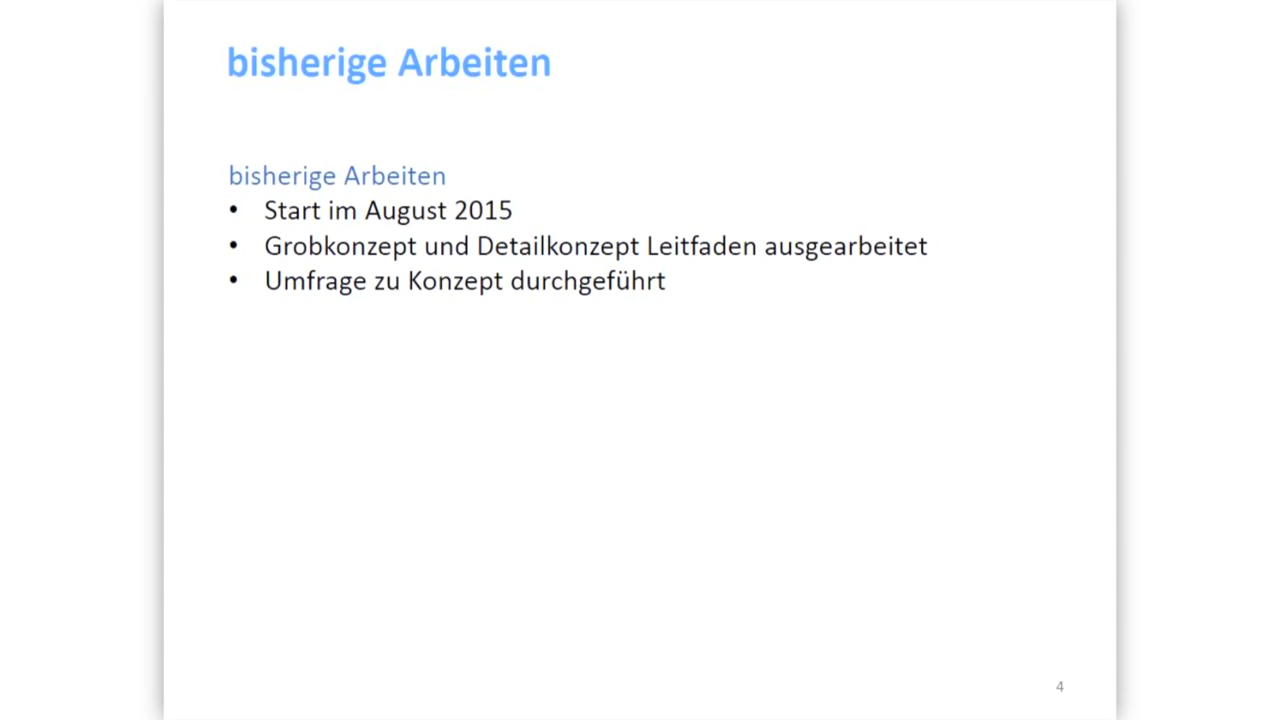 bisherige Arbeiten
bisherige Arbeiten
• Start im August 2015
• Grobkonzept und Detailkonzept Leitfaden ausgearbeitet
• Umfrage zu Konzept durchgeführt
4